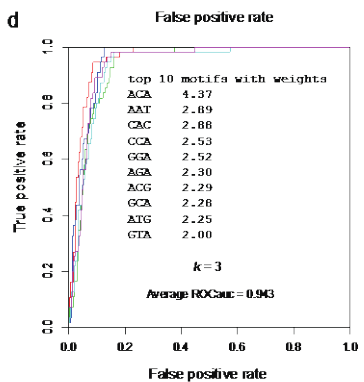 d
False positive rate
True positive rate
1.0
0.8
0.6
0.4
0.2
0.0
top 10 motifs with weights
ACA 4.37
AAT 2.89
CAC 2.88
CCA 2.53
GGA 2.52
AGA 2.30
ACG 2.29
GCA 2.28
ATG 2.25
GTA 2.00
k = 3
Average ROCauc = 0.943
0.0 0.2 0.4 0.6 0.8 1.0
False positive rate